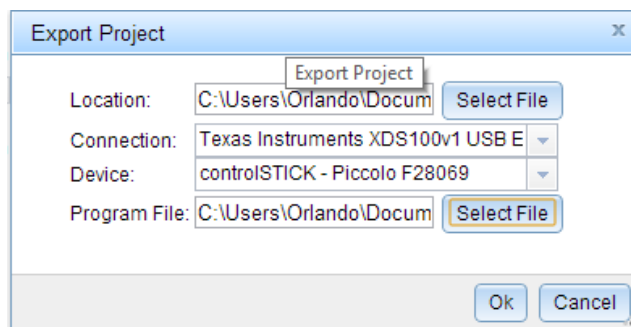 Export Project x
Export Project
Location: C:\Users\Orlando\Docum Select File
Connection: Texas Instruments XDS100v1 USB E
Device: controlSTICK - Piccolo F28069
Program File: C:\Users\Orlando\Docum Select File
Ok Cancel